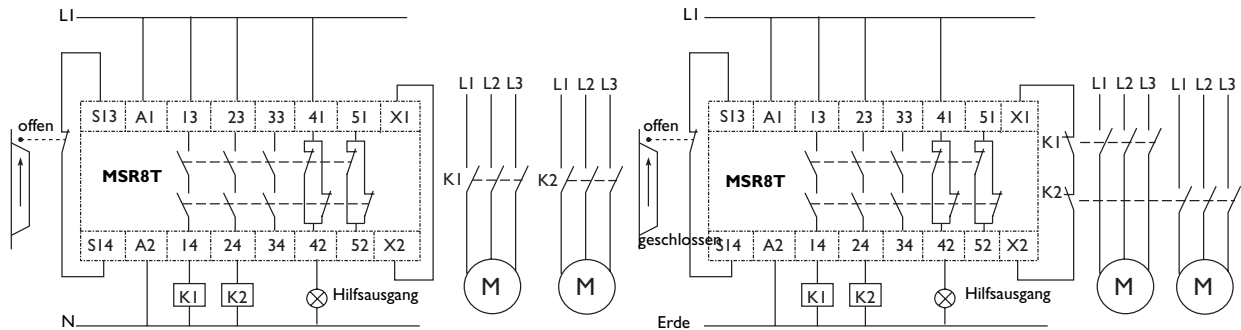 L1
S13 A1 13 23 33 41 51 X1
offen
MSR8T
S14 A2 14 24 34 42 52 X2
K1 K2 Hilfsausgang
N
L1 L2 L3 L1 L2 L3
K1 K2
M M
L1
S13 A1 13 23 33 41 51 X1
offen
MSR8T
geschlossen
S14 A2 14 24 34 42 52 X2
K1 K2 Hilfsausgang
Erde
L1 L2 L3 L1 L2 L3
K1
K2
M M